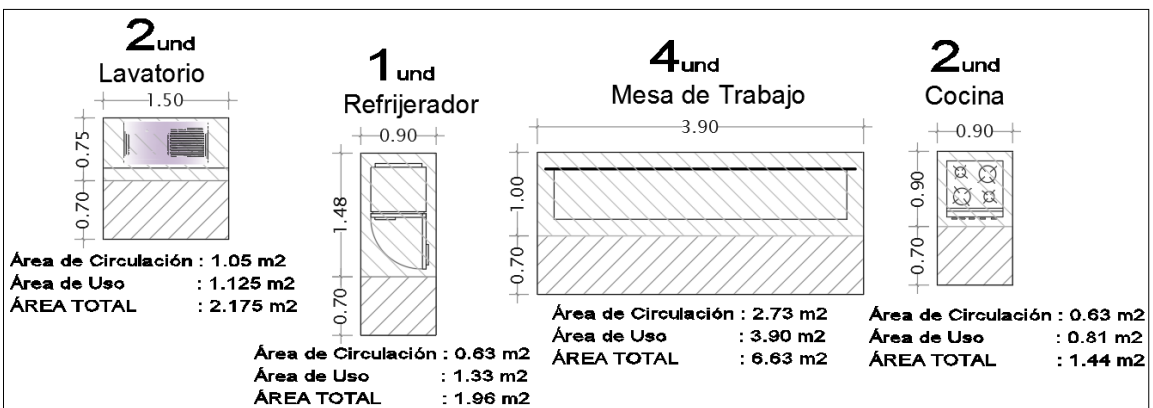 2und
Lavatorio
1.50
0.75
0.70
Área de Circulación : 1.05 m2
Área de Uso : 1.125 m2
ÁREA TOTAL : 2.175 m2
1und
Refrijerador
0.90
1.48
0.70
Área de Circulación : 0.63 m2
Área de Uso : 1.33 m2
ÁREA TOTAL : 1.96 m2
4und
Mesa de Trabajo
3.90
1.00
0.70
Área de Circulación : 2.73 m2
Área de Uso : 3.90 m2
ÁREA TOTAL : 6.63 m2
2und
Cocina
0.90
0.90
0.70
Área de Circulación : 0.63 m2
Área de Uso : 0.81 m2
ÁREA TOTAL : 1.44 m2